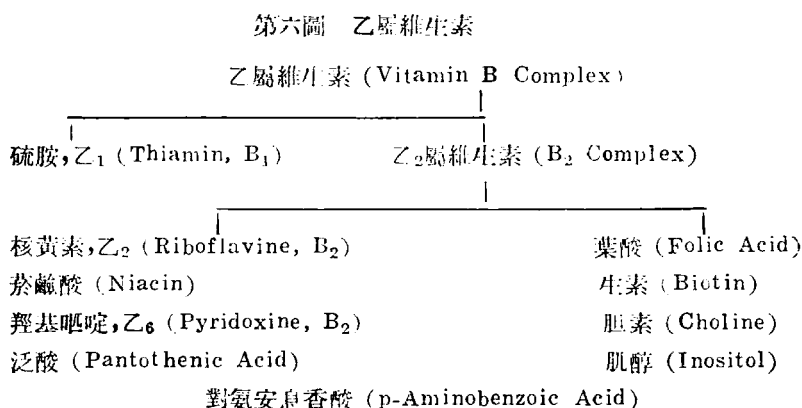 第六圖 乙屬維生素
乙屬維生素 (Vitamin B Complex)
硫胺,乙₁ (Thiamin, B₁) 乙₂屬維生素 (B₂ Complex)
核黃素,乙₂ (Riboflavine, B₂) 葉酸 (Folic Acid)
菸鹼酸 (Niacin) 生素 (Biotin)
羥基㗁啶,乙₆ (Pyridoxine, B₂) 胆素 (Choline)
泛酸 (Pantothenic Acid) 肌醇 (Inositol)
對氨安息香酸 (p-Aminobenzoic Acid)